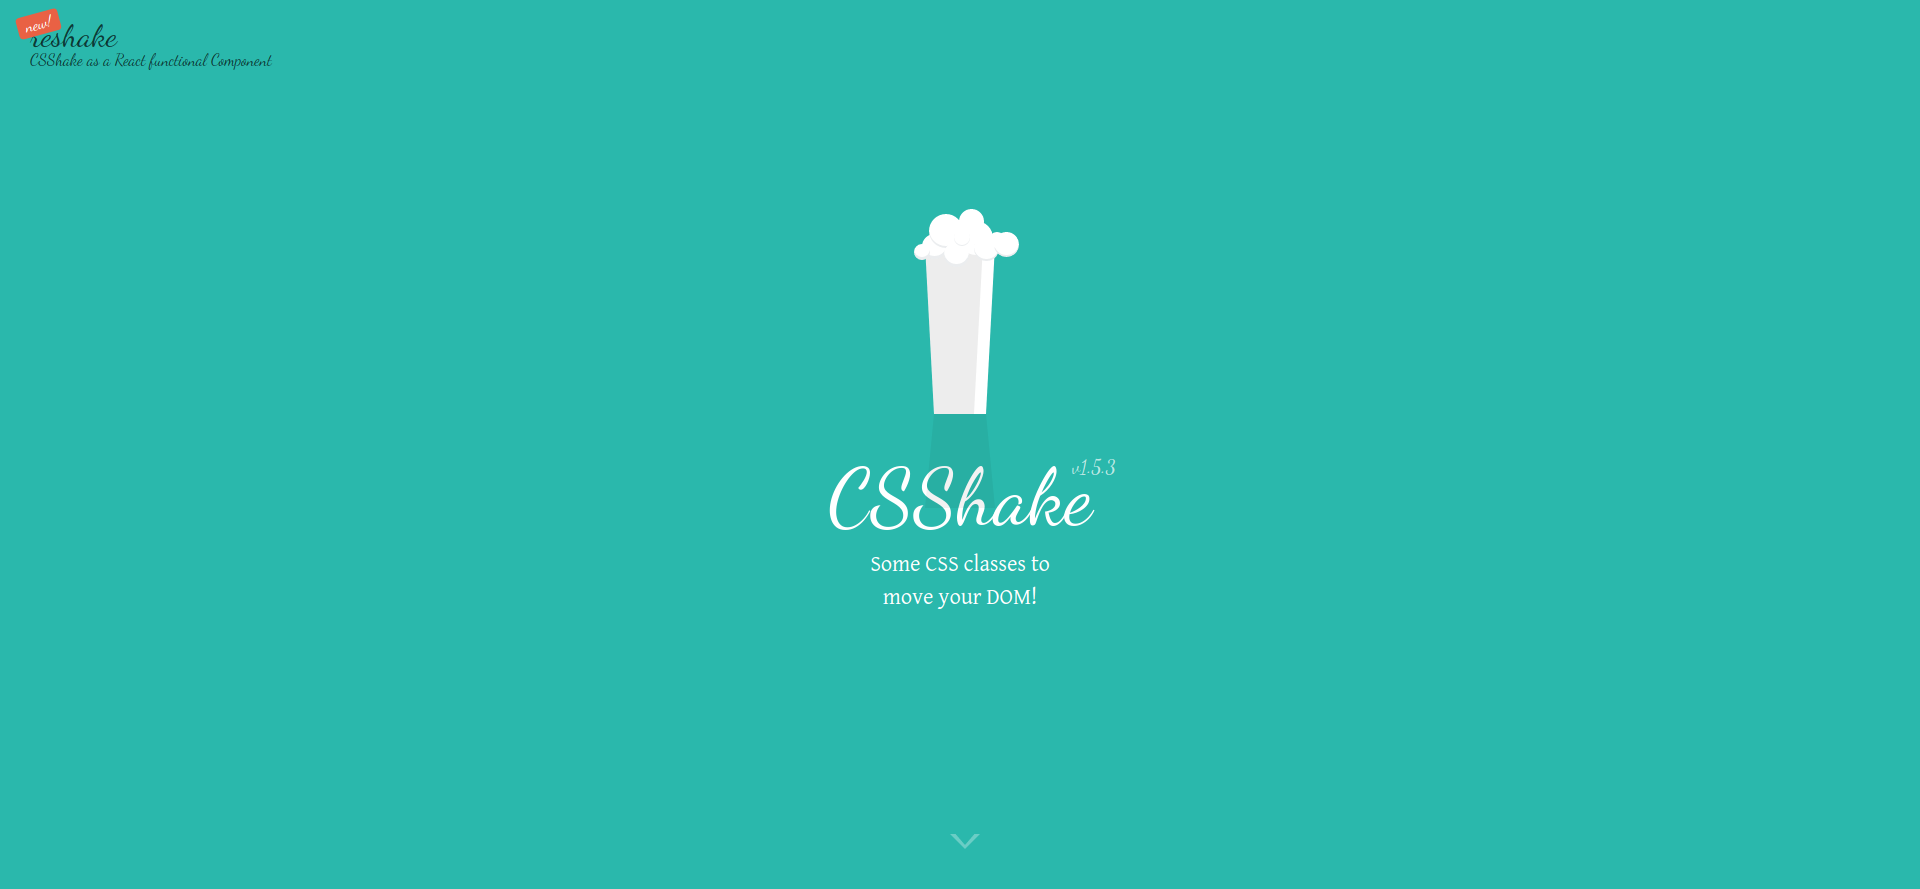 new!
reshake
CSShake as a React functional Component
v1.5.3
CSShake
Some CSS classes to
move your DOM!